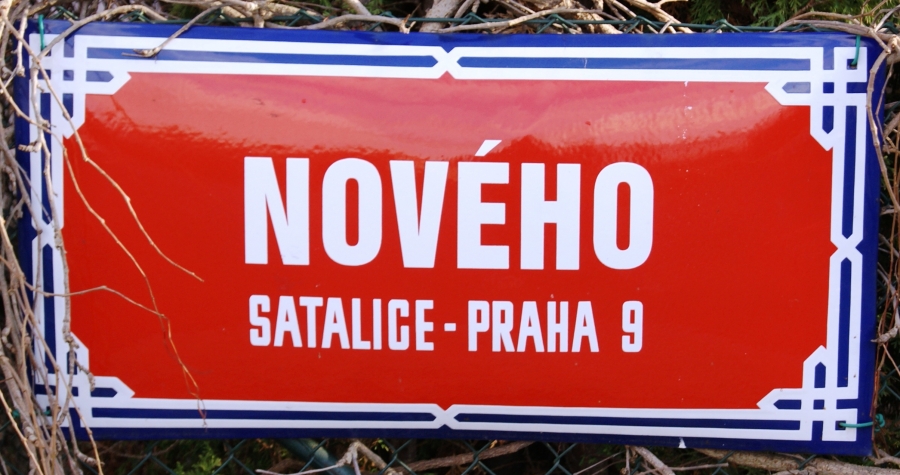 NOVÉHO
SATALICE - PRAHA 9